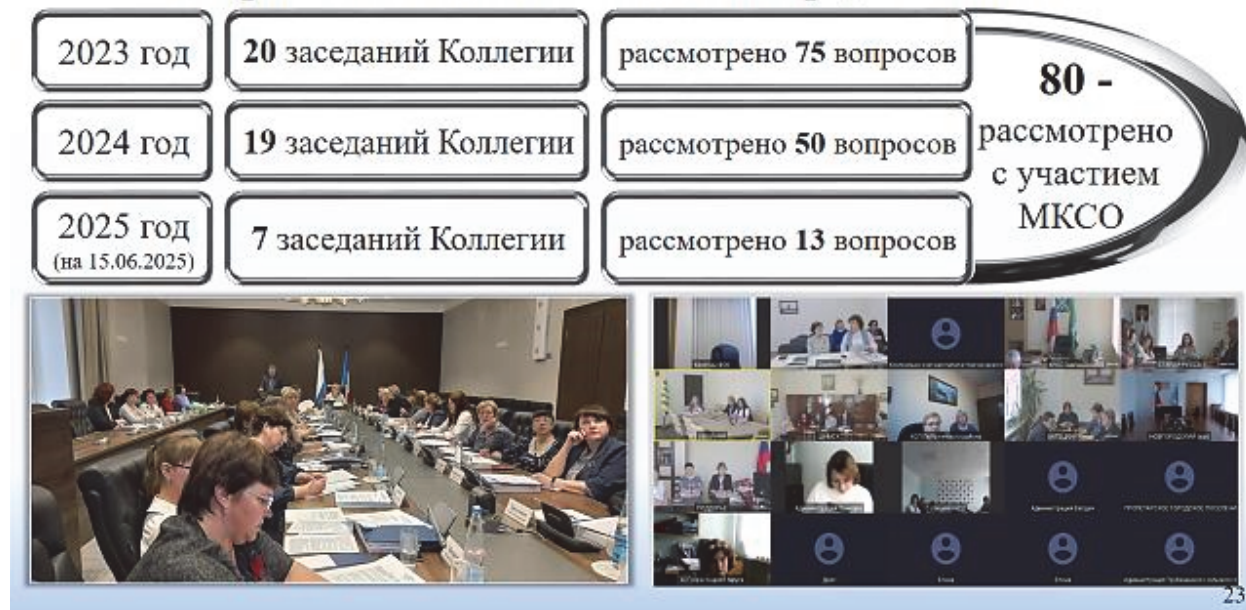 2023 год
20 заседаний Коллегии
рассмотрено 75 вопросов
2024 год
19 заседаний Коллегии
рассмотрено 50 вопросов
2025 год
(на 15.06.2025)
7 заседаний Коллегии
рассмотрено 13 вопросов
80 -
рассмотрено
с участием
МКСО
23